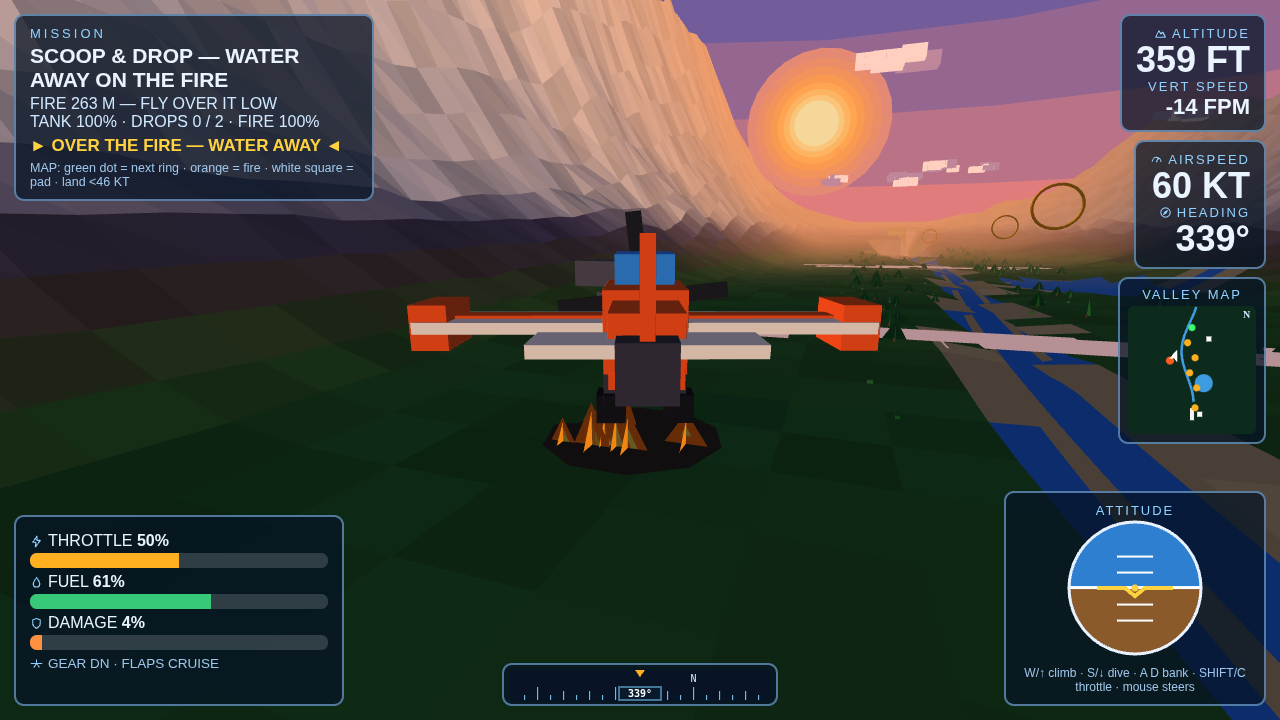 MISSION
SCOOP & DROP — WATER
AWAY ON THE FIRE
FIRE 263 M — FLY OVER IT LOW
TANK 100% · DROPS 0 / 2 · FIRE 100%
► OVER THE FIRE — WATER AWAY ◄
MAP: green dot = next ring · orange = fire · white square =
pad · land <46 KT
ALTITUDE
359 FT
VERT SPEED
-14 FPM
AIRSPEED
60 KT
HEADING
339°
VALLEY MAP
N
THROTTLE 50%
FUEL 61%
DAMAGE 4%
GEAR DN · FLAPS CRUISE
N
339°
ATTITUDE
W/↑ climb · S/↓ dive · A D bank · SHIFT/C
throttle · mouse steers